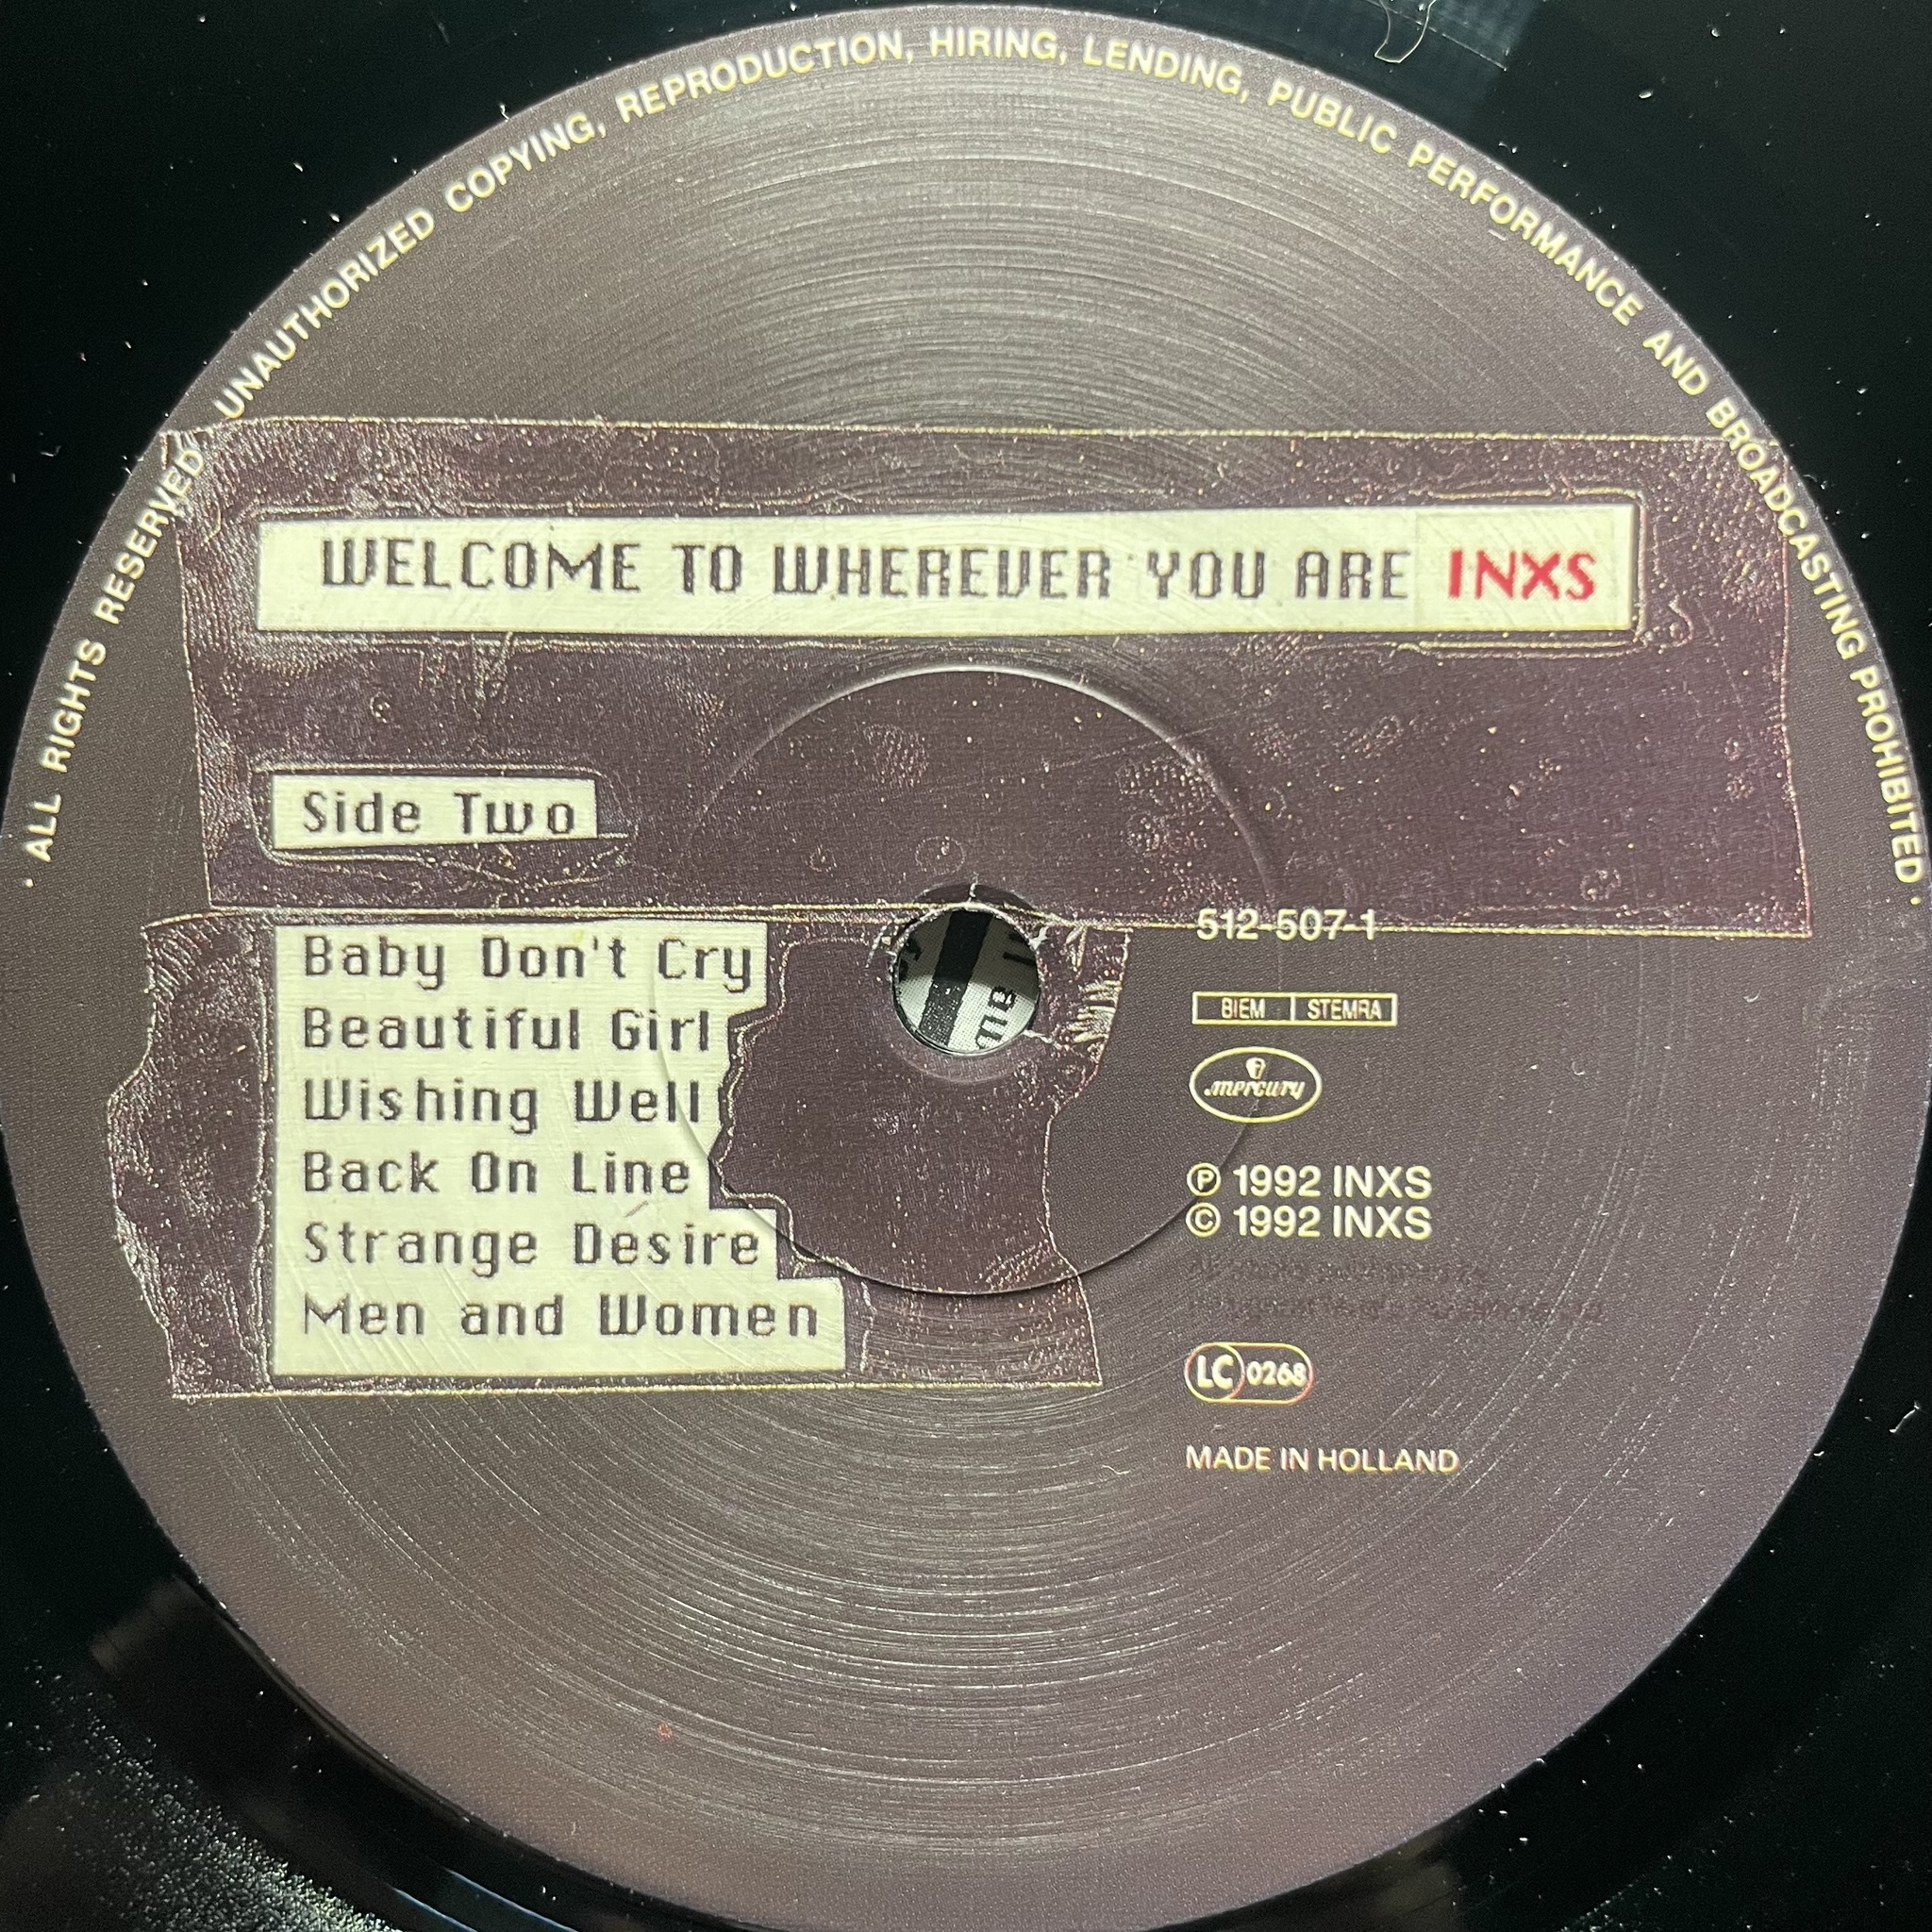 · ALL RIGHTS RESERVED UNAUTHORIZED COPYING, REPRODUCTION, HIRING, LENDING, PUBLIC PERFORMANCE AND BROADCASTING PROHIBITED ·
WELCOME TO WHEREVER YOU ARE INXS
Side Two
Baby Don't Cry
Beautiful Girl
Wishing Well
Back On Line
Strange Desire
Men and Women
512-507-1
BIEM STEMRA
mercury
℗ 1992 INXS
© 1992 INXS
LC 0268
MADE IN HOLLAND